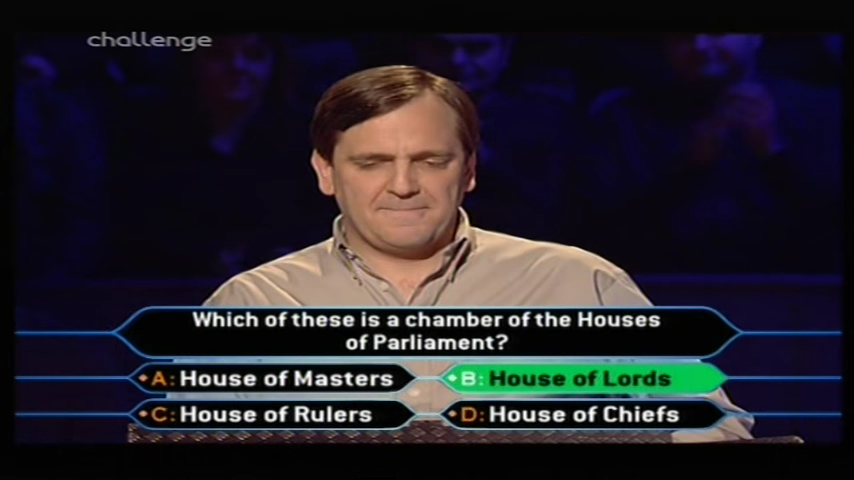 challenge
Which of these is a chamber of the Houses
of Parliament?
A: House of Masters
B: House of Lords
C: House of Rulers
D: House of Chiefs